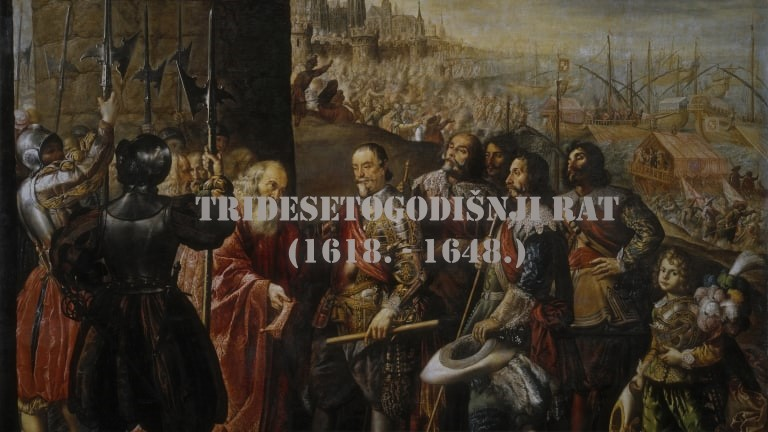 TRIDESETOGODIŠNJI RAT
(1618. - 1648.)